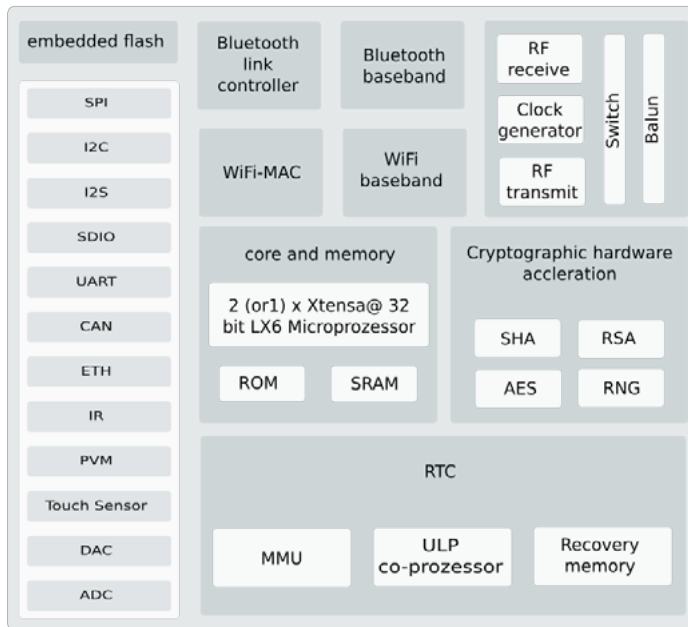 embedded flash
SPI
I2C
I2S
SDIO
UART
CAN
ETH
IR
PVM
Touch Sensor
DAC
ADC
Bluetooth
link
controller
Bluetooth
baseband
WiFi-MAC
WiFi
baseband
RF
receive
Clock
generator
RF
transmit
Switch
Balun
core and memory
2 (or1) x Xtensa@ 32
bit LX6 Microprozessor
ROM
SRAM
Cryptographic hardware
accleration
SHA
RSA
AES
RNG
RTC
MMU
ULP
co-prozessor
Recovery
memory